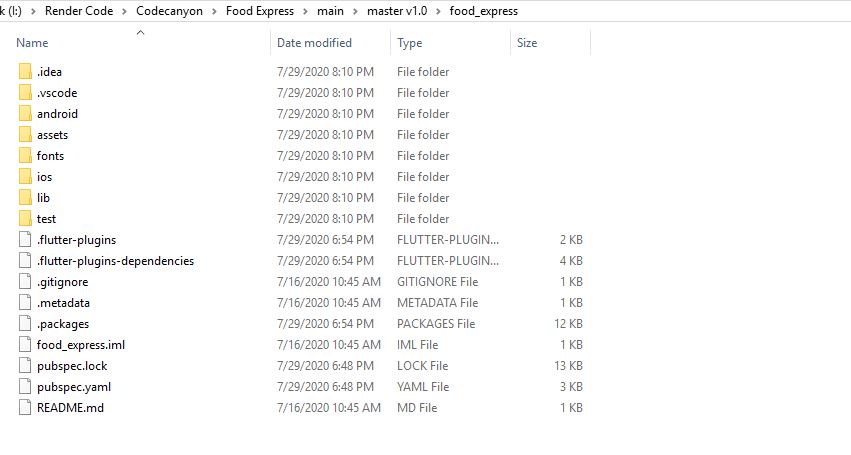 k (I:) > Render Code > Codecanyon > Food Express > main > master v1.0 > food_express
Name Date modified Type Size
.idea 7/29/2020 8:10 PM File folder
.vscode 7/29/2020 8:10 PM File folder
android 7/29/2020 8:10 PM File folder
assets 7/29/2020 8:10 PM File folder
fonts 7/29/2020 8:10 PM File folder
ios 7/29/2020 8:10 PM File folder
lib 7/29/2020 8:10 PM File folder
test 7/29/2020 8:10 PM File folder
.flutter-plugins 7/29/2020 6:54 PM FLUTTER-PLUGIN... 2 KB
.flutter-plugins-dependencies 7/29/2020 6:54 PM FLUTTER-PLUGIN... 4 KB
.gitignore 7/16/2020 10:45 AM GITIGNORE File 1 KB
.metadata 7/16/2020 10:45 AM METADATA File 1 KB
.packages 7/29/2020 6:54 PM PACKAGES File 12 KB
food_express.iml 7/16/2020 10:45 AM IML File 1 KB
pubspec.lock 7/29/2020 6:48 PM LOCK File 13 KB
pubspec.yaml 7/29/2020 6:48 PM YAML File 3 KB
README.md 7/16/2020 10:45 AM MD File 1 KB